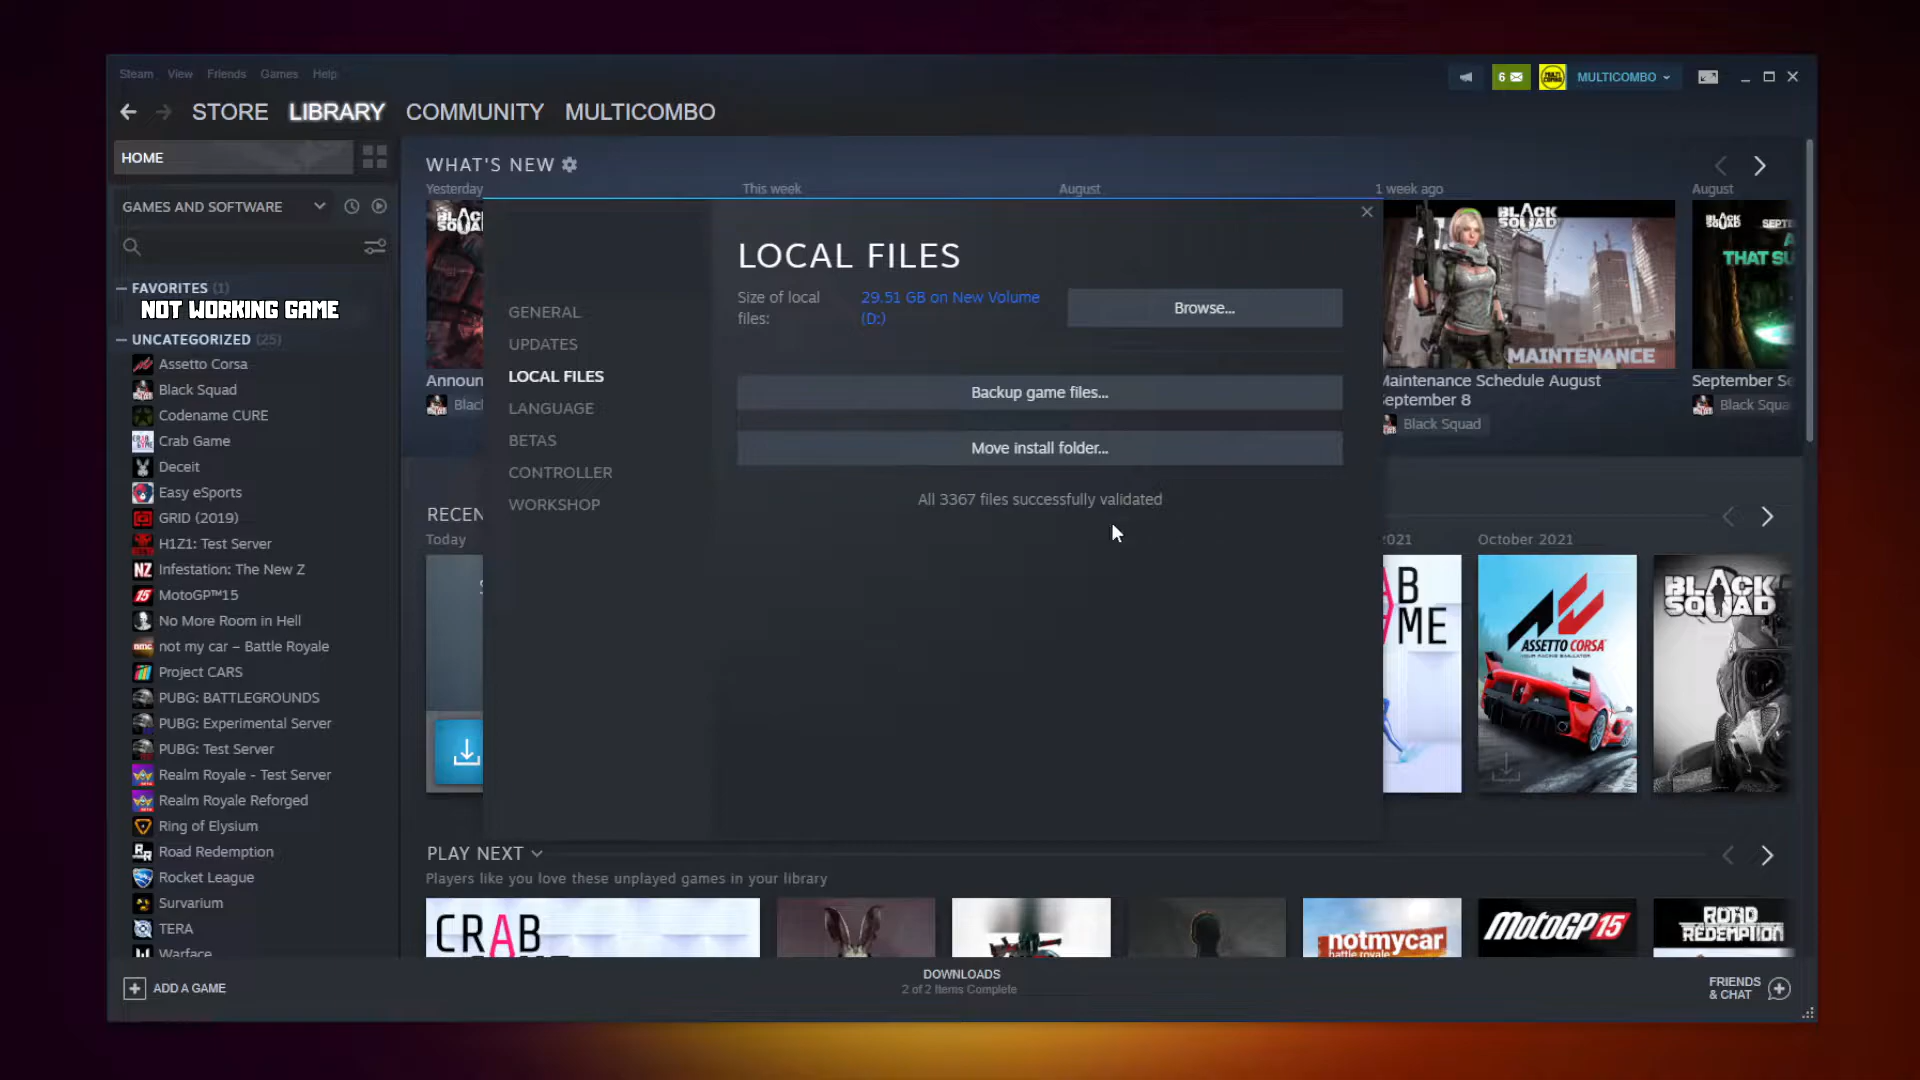 Steam View Friends Games Help
6 MULTICOMBO
STORE LIBRARY COMMUNITY MULTICOMBO
HOME
GAMES AND SOFTWARE
FAVORITES (1)
NOT WORKING GAME
UNCATEGORIZED (25)
Assetto Corsa
Black Squad
Codename CURE
Crab Game
Deceit
Easy eSports
GRID (2019)
H1Z1: Test Server
Infestation: The New Z
MotoGP™15
No More Room in Hell
not my car – Battle Royale
Project CARS
PUBG: BATTLEGROUNDS
PUBG: Experimental Server
PUBG: Test Server
Realm Royale - Test Server
Realm Royale Reforged
Ring of Elysium
Road Redemption
Rocket League
Survarium
TERA
Warface
ADD A GAME
WHAT'S NEW
Yesterday This week August 1 week ago August
GENERAL
UPDATES
LOCAL FILES
LANGUAGE
BETAS
CONTROLLER
WORKSHOP
LOCAL FILES
Size of local files:
29.51 GB on New Volume (D:)
Browse...
Backup game files...
Move install folder...
All 3367 files successfully validated
BLACK SQUAD
MAINTENANCE
Maintenance Schedule August
September 8
Black Squad
BLACK SQUAD
THAT SU
Black Squa
Today
2021
October 2021
ASSETTO CORSA
BLACK SQUAD
PLAY NEXT
Players like you love these unplayed games in your library
CRAB
notmycar
battle royale
MotoGP 15
ROAD REDEMPTION
DOWNLOADS
2 of 2 Items Complete
FRIENDS
& CHAT